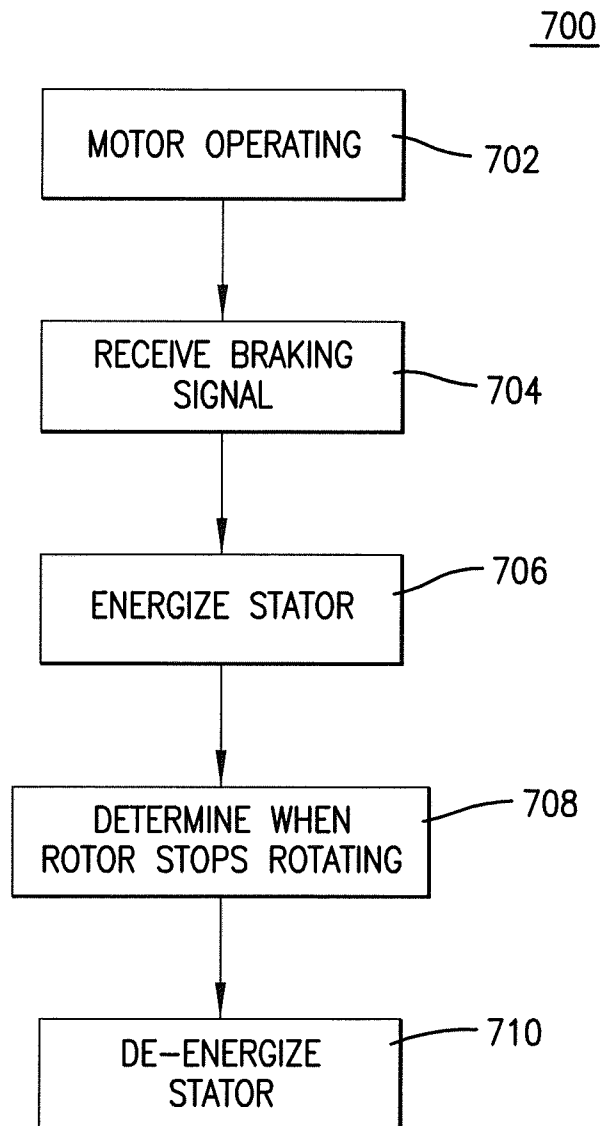 700
MOTOR OPERATING
702
RECEIVE BRAKING
SIGNAL
704
706
ENERGIZE STATOR
708
DETERMINE WHEN
ROTOR STOPS ROTATING
710
DE-ENERGIZE
STATOR